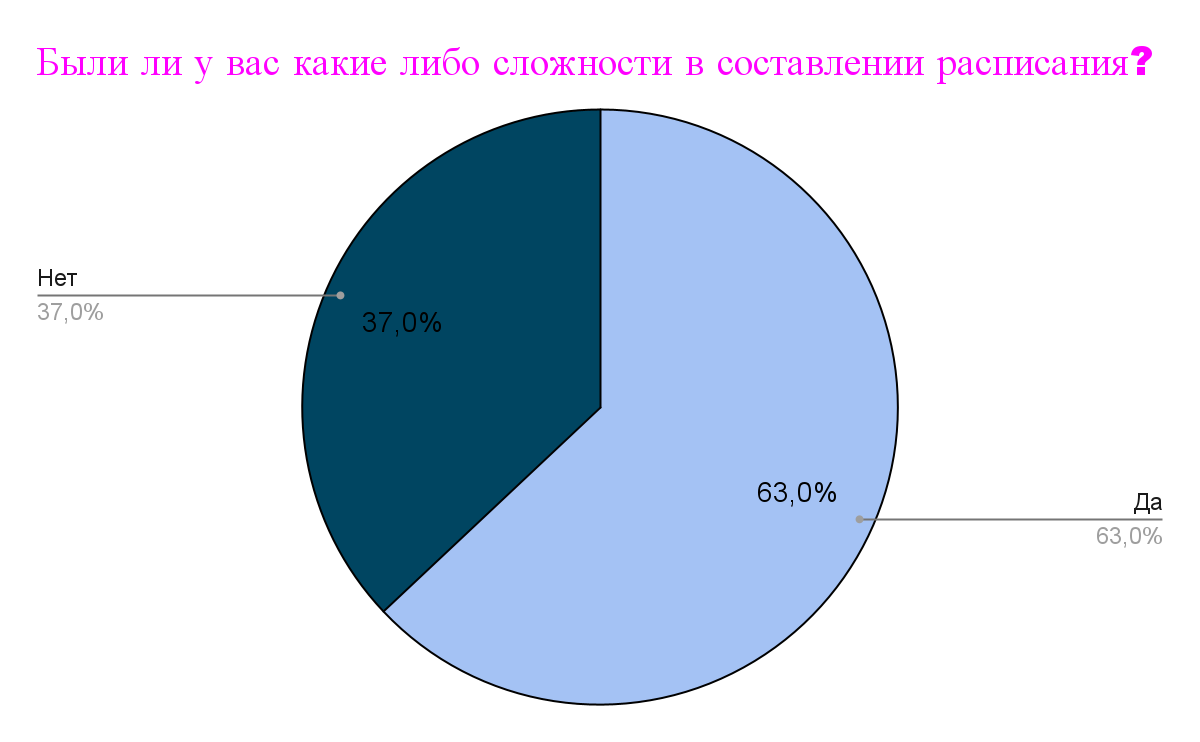 Были ли у вас какие либо сложности в составлении расписания?
Нет
37,0%
37,0%
63,0%
Да
63,0%